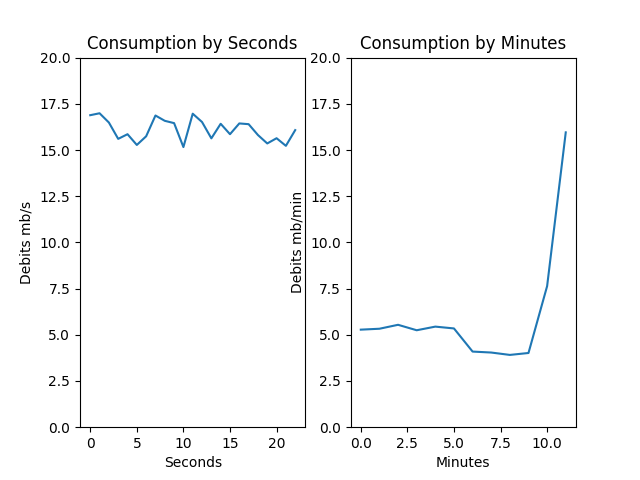 Consumption by Seconds
20.0
17.5
15.0
12.5
10.0
7.5
5.0
2.5
0.0
Debits mb/s
0 5 10 15 20
Seconds
Consumption by Minutes
20.0
17.5
15.0
12.5
10.0
7.5
5.0
2.5
0.0
Debits mb/min
0.0 2.5 5.0 7.5 10.0
Minutes